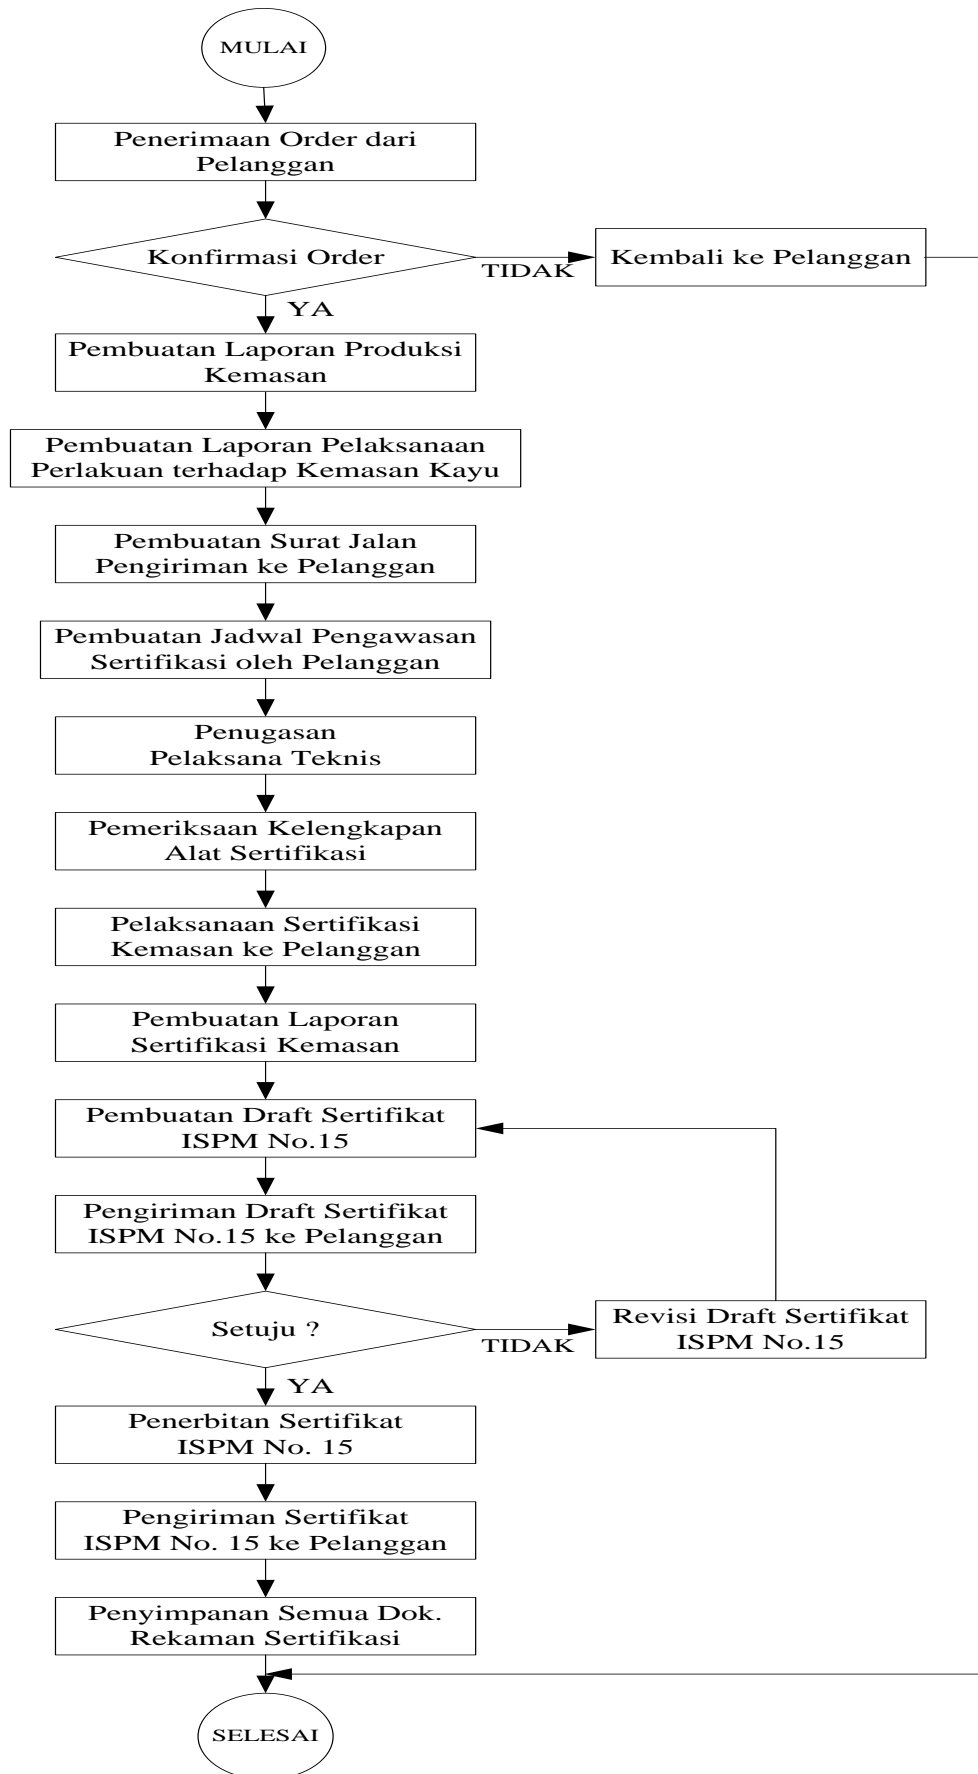 MULAI
Penerimaan Order dari
Pelanggan
Konfirmasi Order
TIDAK
Kembali ke Pelanggan
YA
Pembuatan Laporan Produksi
Kemasan
Pembuatan Laporan Pelaksanaan
Perlakuan terhadap Kemasan Kayu
Pembuatan Surat Jalan
Pengiriman ke Pelanggan
Pembuatan Jadwal Pengawasan
Sertifikasi oleh Pelanggan
Penugasan
Pelaksana Teknis
Pemeriksaan Kelengkapan
Alat Sertifikasi
Pelaksanaan Sertifikasi
Kemasan ke Pelanggan
Pembuatan Laporan
Sertifikasi Kemasan
Pembuatan Draft Sertifikat
ISPM No.15
Pengiriman Draft Sertifikat
ISPM No.15 ke Pelanggan
Setuju ?
TIDAK
Revisi Draft Sertifikat
ISPM No.15
YA
Penerbitan Sertifikat
ISPM No. 15
Pengiriman Sertifikat
ISPM No. 15 ke Pelanggan
Penyimpanan Semua Dok.
Rekaman Sertifikasi
SELESAI